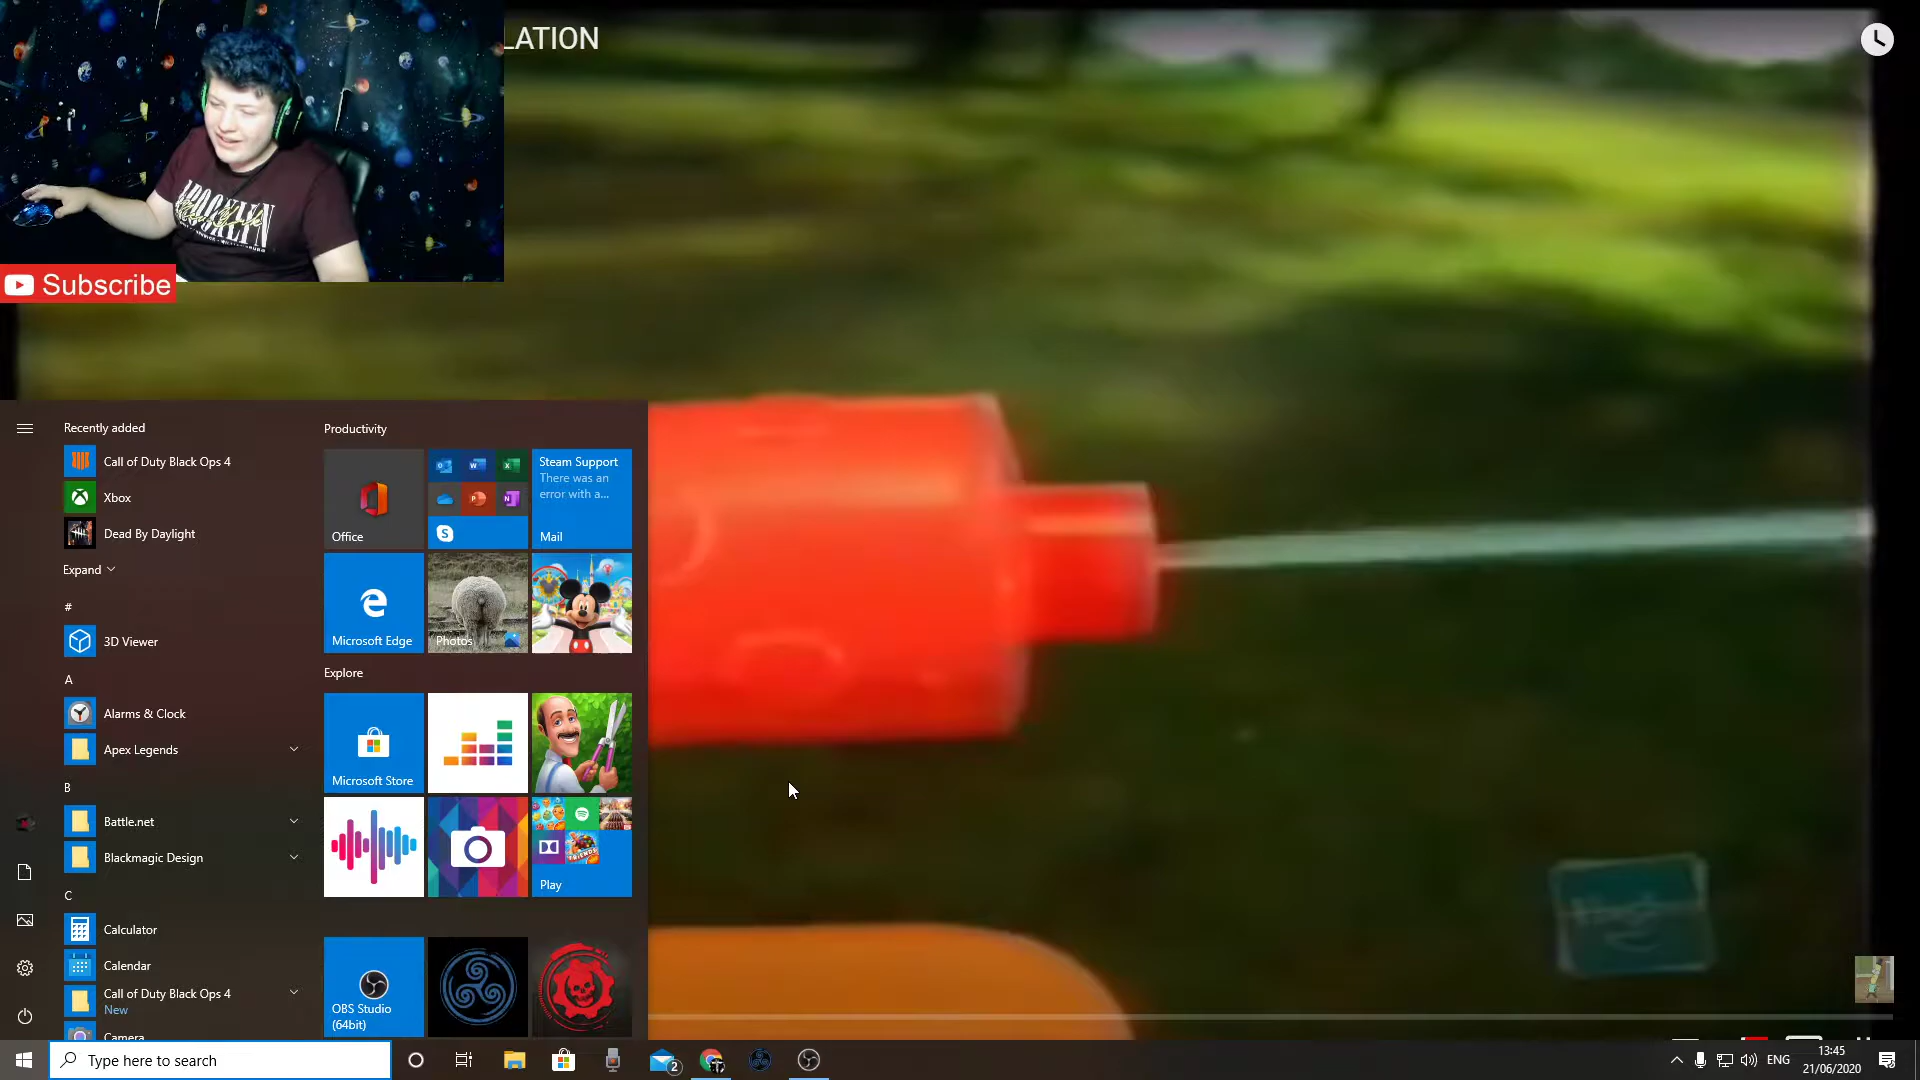 LATION
BROOKLYN
Subscribe
Recently added
Call of Duty Black Ops 4
Xbox
Dead By Daylight
Expand
#
3D Viewer
A
Alarms & Clock
Apex Legends
B
Battle.net
Blackmagic Design
C
Calculator
Calendar
Call of Duty Black Ops 4
New
Camera
Productivity
Office
Steam Support
There was an
error with a...
Mail
Microsoft Edge
Photos
Explore
Microsoft Store
Play
OBS Studio
(64bit)
Type here to search
2
ENG
13:45
21/06/2020